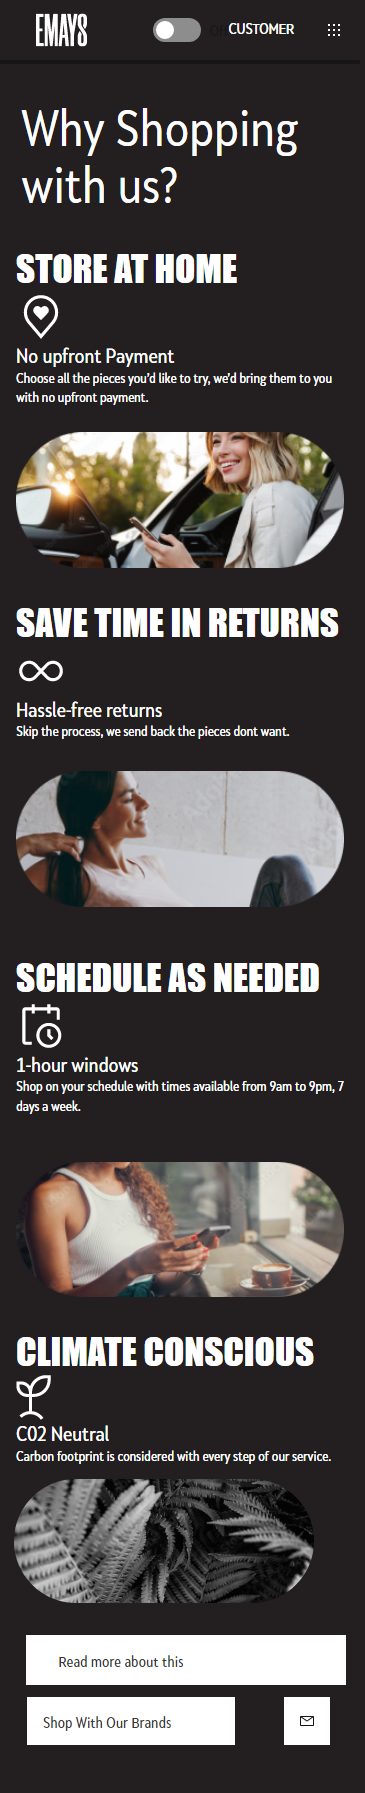 EMAYS
CUSTOMER
Why Shopping
with us?
STORE AT HOME
No upfront Payment
Choose all the pieces you'd like to try, we'd bring them to you
with no upfront payment.
SAVE TIME IN RETURNS
Hassle-free returns
Skip the process, we send back the pieces dont want.
SCHEDULE AS NEEDED
1-hour windows
Shop on your schedule with times available from 9am to 9pm, 7
days a week.
CLIMATE CONSCIOUS
C02 Neutral
Carbon footprint is considered with every step of our service.
Read more about this
Shop With Our Brands